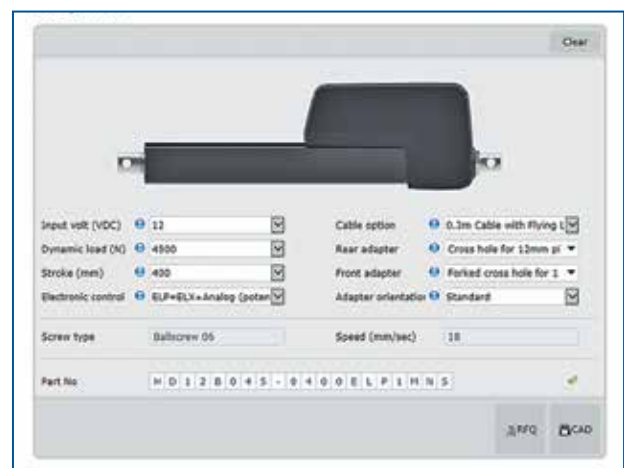 Clear
Input volt (VDC) 12 Cable option 0.3m Cable with Flying L
Dynamic load (N) 4500 Rear adapter Cross hole for 12mm pi
Stroke (mm) 400 Front adapter Forked cross hole for 1
Electronic control ELP=ELX+Analog (poten Adapter orientation Standard
Screw type Ballscrew 05 Speed (mm/sec) 18
Part No H D 1 2 B 0 4 5 - 0 4 0 0 E L P 1 M N S
RFQ CAD